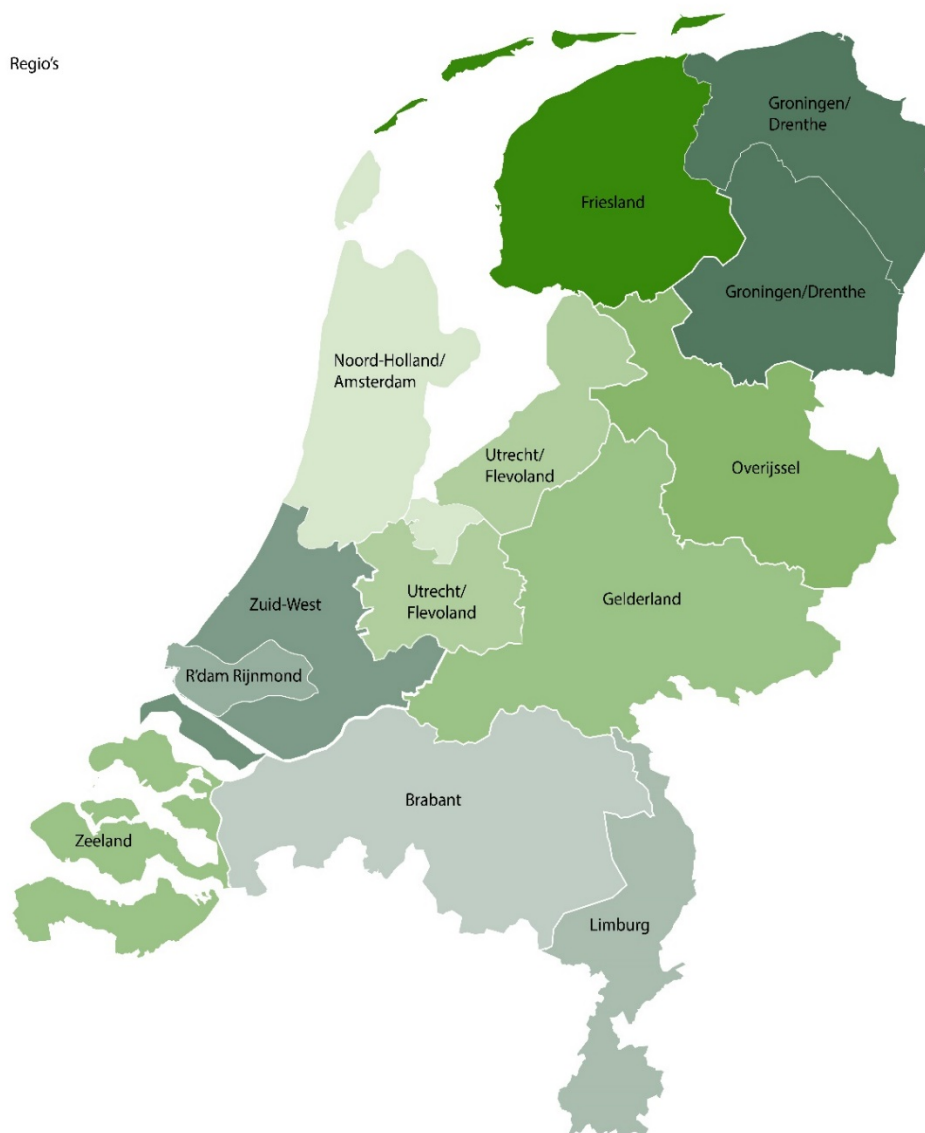 Regio's
Groningen/
Drenthe
Friesland
Groningen/Drenthe
Noord-Holland/
Amsterdam
Utrecht/
Flevoland
Overijssel
Utrecht/
Flevoland
Gelderland
Zuid-West
R'dam Rijnmond
Brabant
Zeeland
Limburg